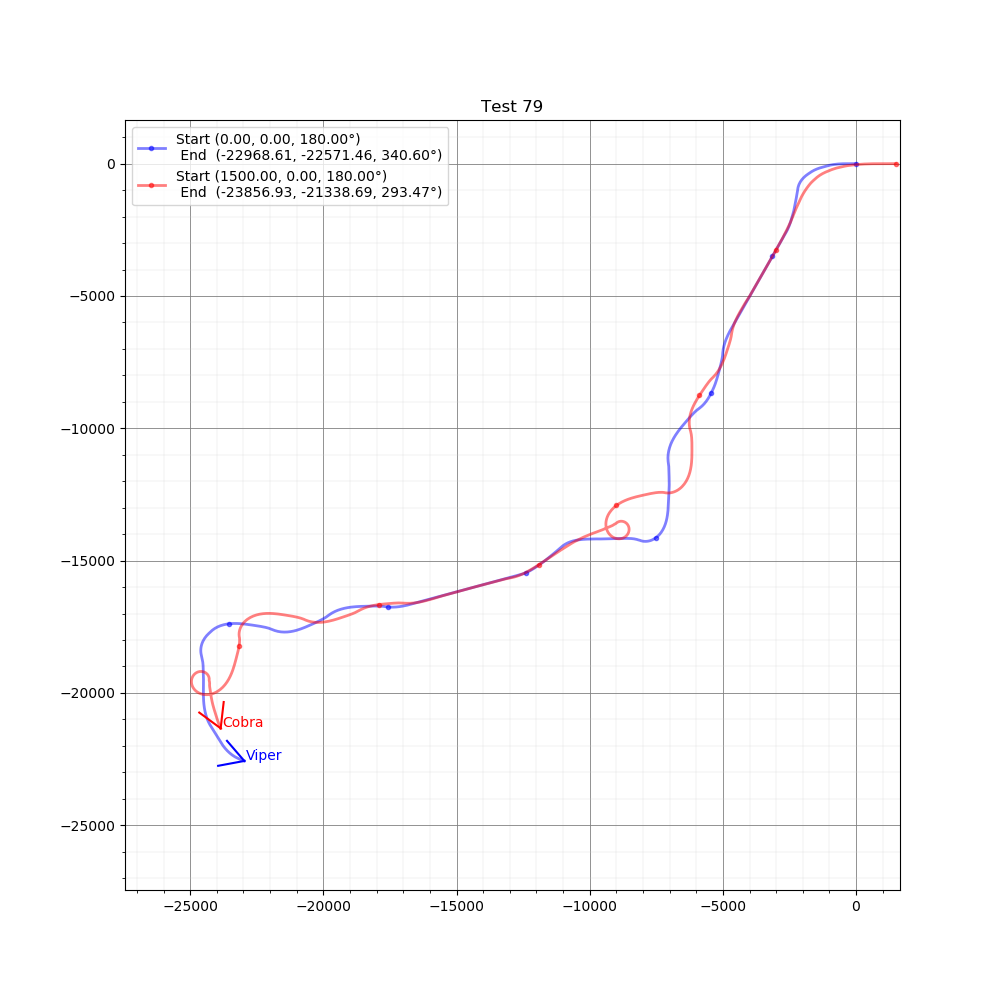 Test 79
Start (0.00, 0.00, 180.00°)
End  (-22968.61, -22571.46, 340.60°)
Start (1500.00, 0.00, 180.00°)
End  (-23856.93, -21338.69, 293.47°)
0
−5000
−10000
−15000
−20000
−25000
Cobra
Viper
−25000
−20000
−15000
−10000
−5000
0